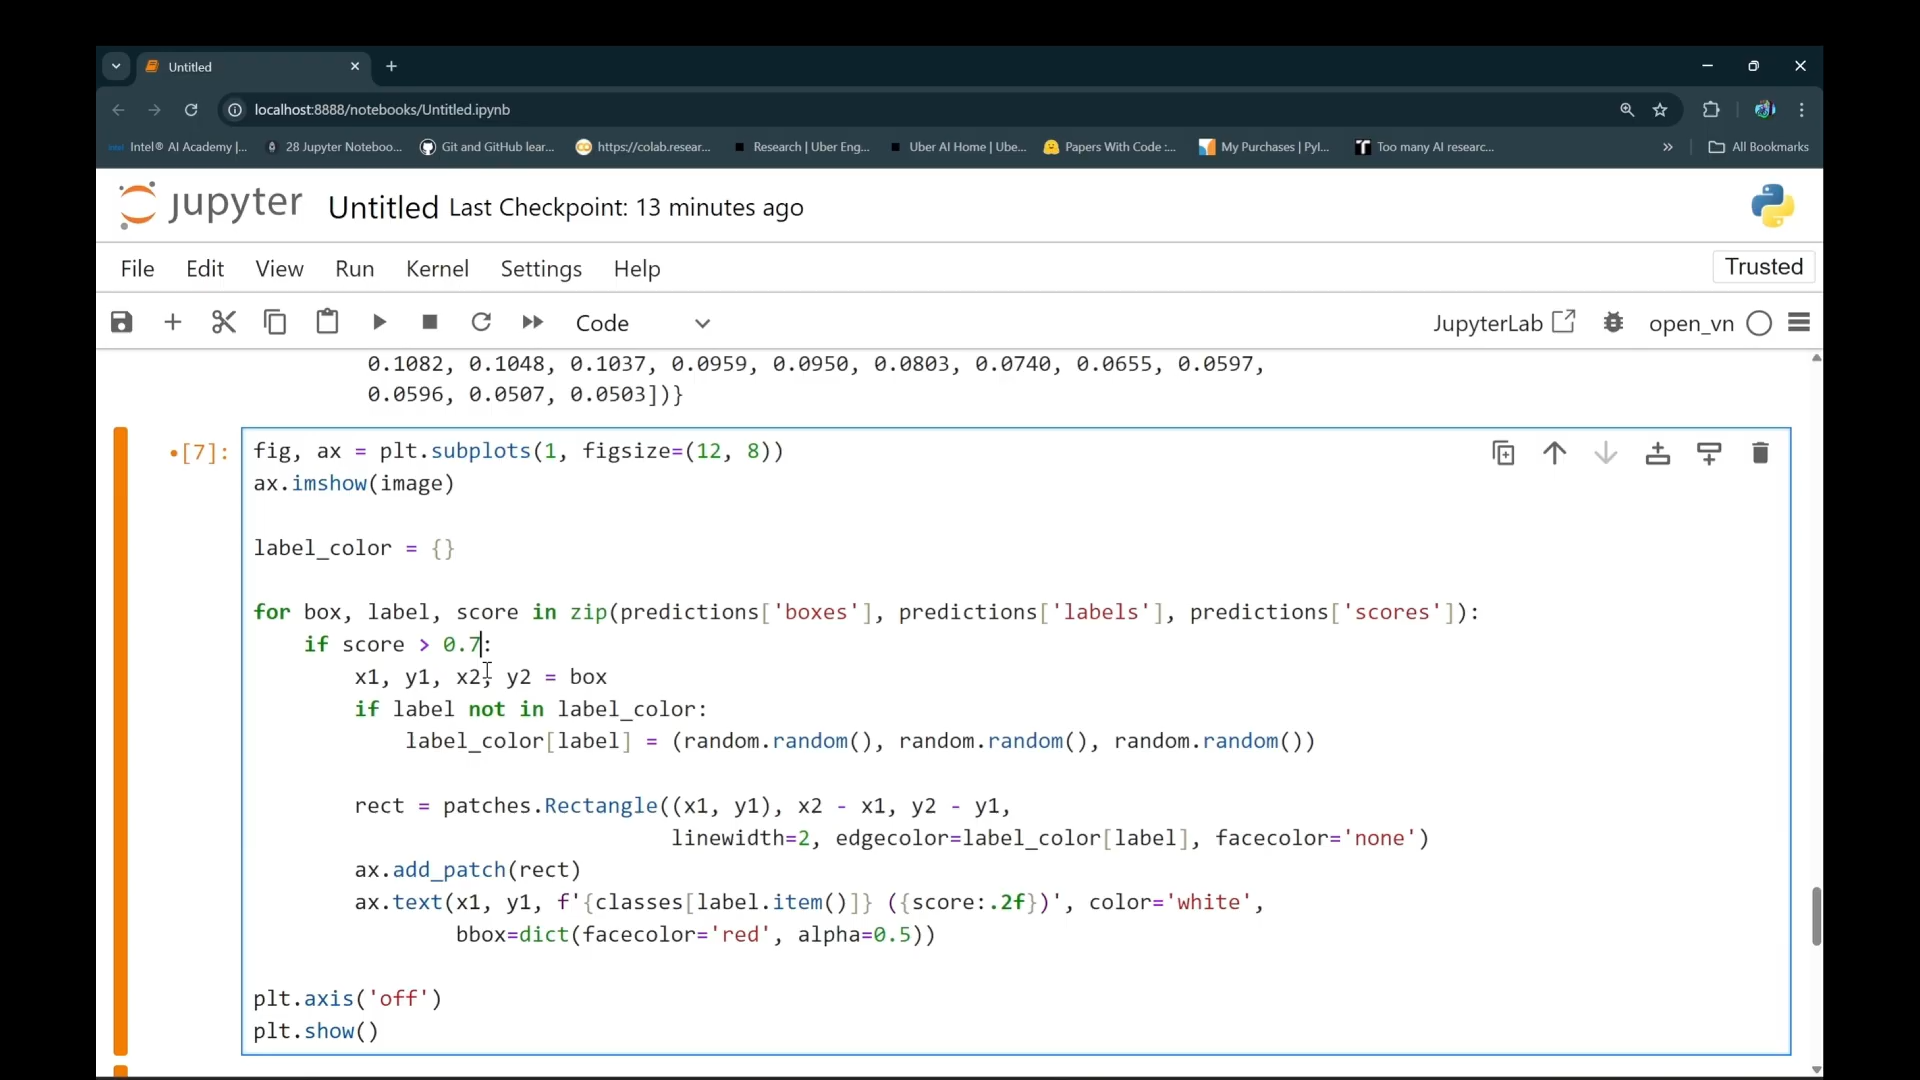 Untitled
localhost:8888/notebooks/Untitled.ipynb
intel Intel® AI Academy |... 28 Jupyter Noteboo... Git and GitHub lear... https://colab.resear... Research | Uber Eng... Uber AI Home | Ube... Papers With Code :... My Purchases | PyI... Too many AI researc... » All Bookmarks
jupyter Untitled Last Checkpoint: 13 minutes ago
File Edit View Run Kernel Settings Help Trusted
Code JupyterLab open_vn
0.1082, 0.1048, 0.1037, 0.0959, 0.0950, 0.0803, 0.0740, 0.0655, 0.0597,
0.0596, 0.0507, 0.0503])}
•[7]: fig, ax = plt.subplots(1, figsize=(12, 8))
ax.imshow(image)
label_color = {}
for box, label, score in zip(predictions['boxes'], predictions['labels'], predictions['scores']):
    if score > 0.7:
        x1, y1, x2, y2 = box
        if label not in label_color:
            label_color[label] = (random.random(), random.random(), random.random())
        rect = patches.Rectangle((x1, y1), x2 - x1, y2 - y1,
                                 linewidth=2, edgecolor=label_color[label], facecolor='none')
        ax.add_patch(rect)
        ax.text(x1, y1, f'{classes[label.item()]} ({score:.2f})', color='white',
                bbox=dict(facecolor='red', alpha=0.5))
plt.axis('off')
plt.show()